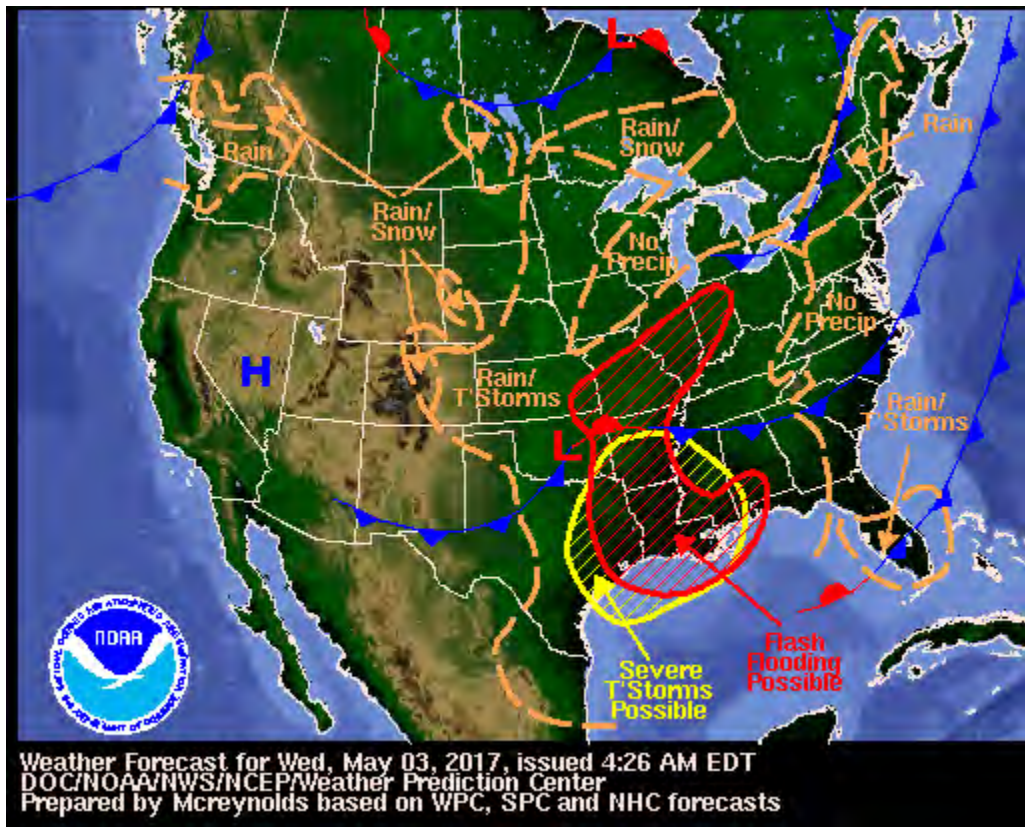 L
Rain/
Snow
Rain
Rain
Rain/
Snow
No
Precip
No
Precip
H
Rain/
T'Storms
Rain/
T'Storms
L
Flash
Flooding
Possible
Severe
T'Storms
Possible
NOAA
Weather Forecast for Wed, May 03, 2017, issued 4:26 AM EDT
DOC/NOAA/NWS/NCEP/Weather Prediction Center
Prepared by Mcreynolds based on WPC, SPC and NHC forecasts